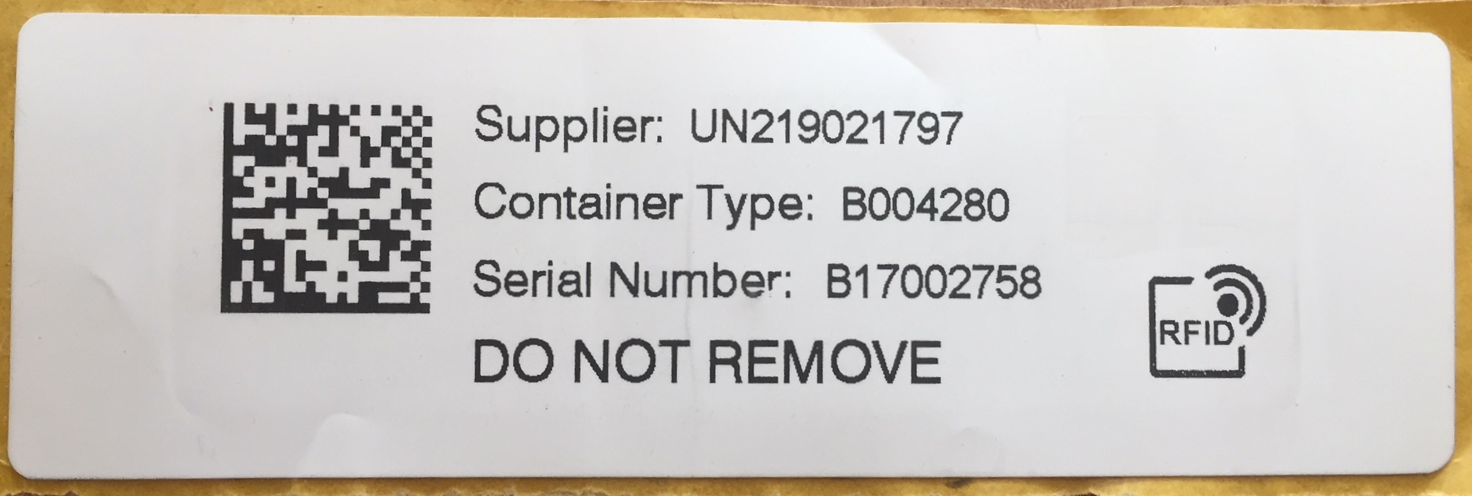 Supplier: UN219021797
Container Type: B004280
Serial Number: B17002758
DO NOT REMOVE
RFID